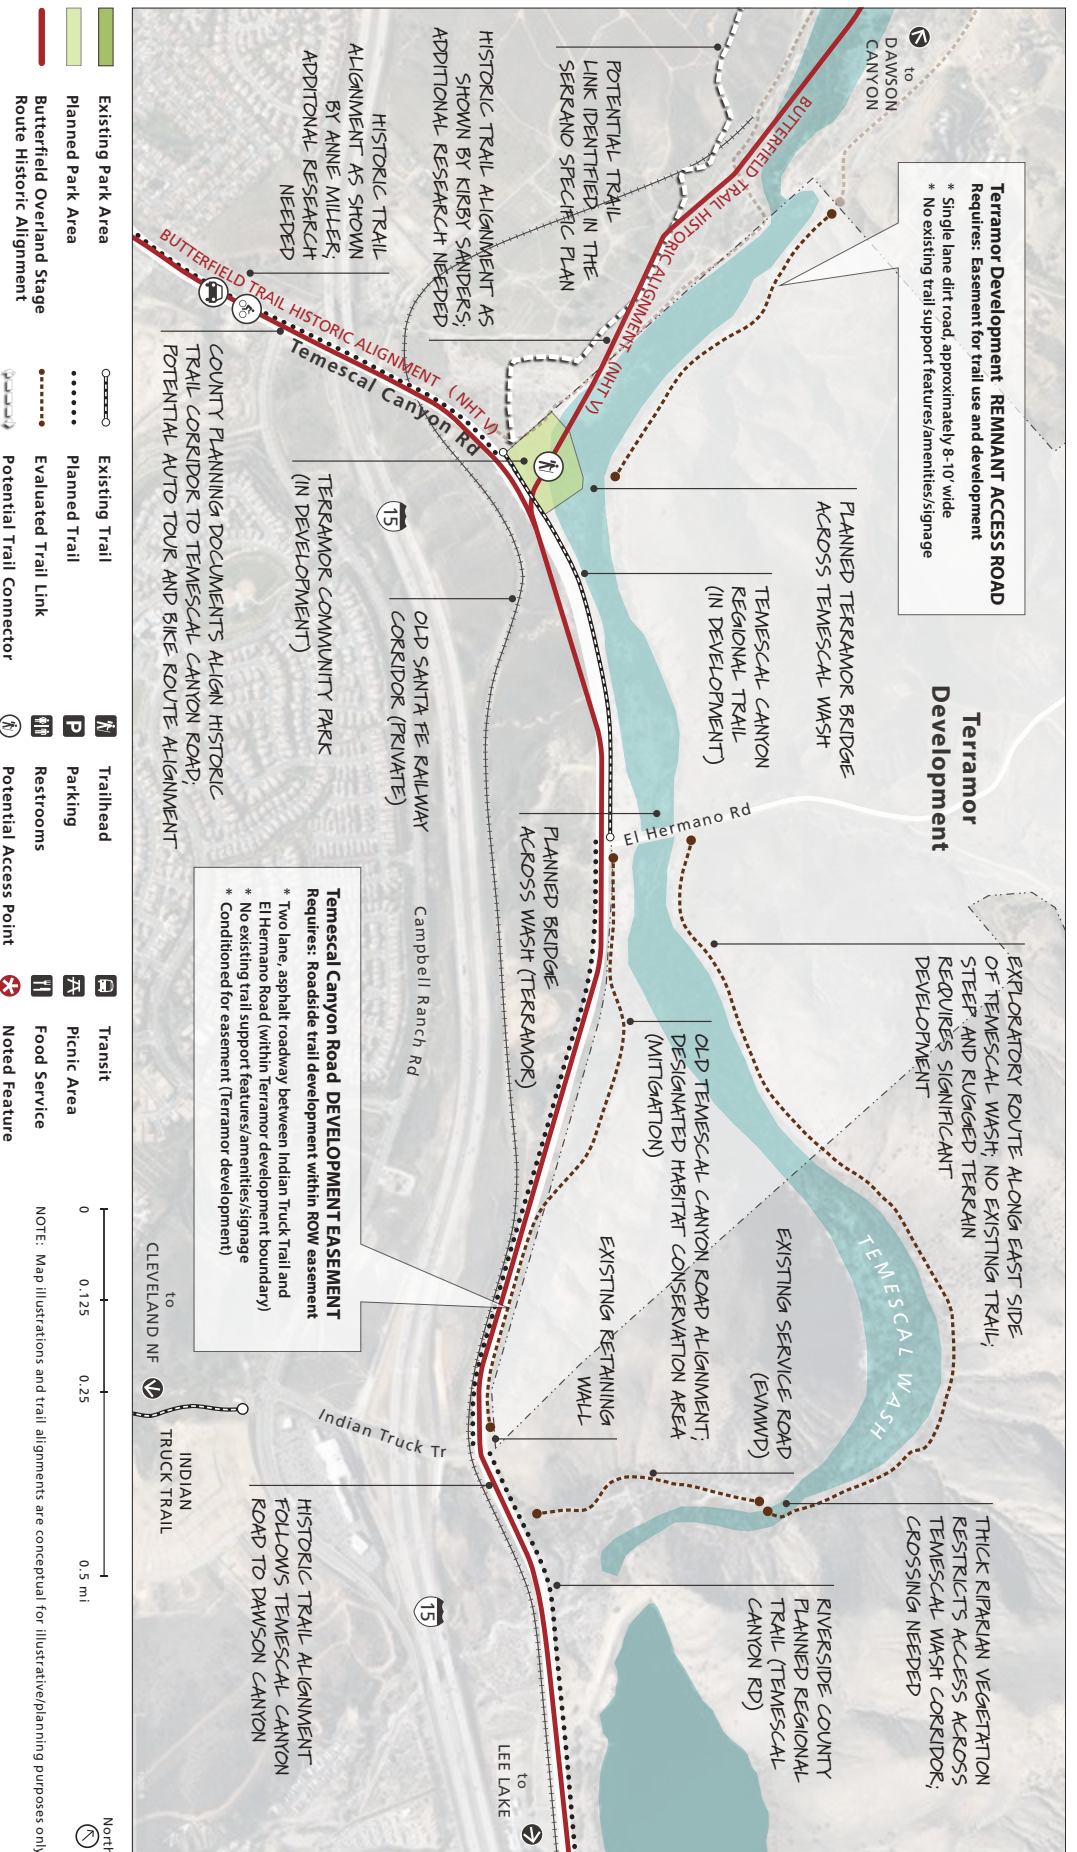 to
DAWSON
CANYON
Terramor Development REMNANT ACCESS ROAD
Requires: Easement for trail use and development
* Single lane dirt road, approximately 8-10' wide
* No existing trail support features/amenities/signage
POTENTIAL TRAIL
LINK IDENTIFIED IN THE
SERRANO SPECIFIC PLAN
HISTORIC TRAIL ALIGNMENT AS
SHOWN BY KIRBY SANDERS;
ADDITIONAL RESEARCH NEEDED
HISTORIC TRAIL
ALIGNMENT AS SHOWN
BY ANNE MILLER;
ADDITONAL RESEARCH
NEEDED
BUTTERFIELD TRAIL HISTORIC ALIGNMENT (NHT V)
BUTTERFIELD TRAIL HISTORIC ALIGNMENT (NHT V)
Temescal Canyon Rd
PLANNED TERRAMOR BRIDGE
ACROSS TEMESCAL WASH
TEMESCAL CANYON
REGIONAL TRAIL
(IN DEVELOPMENT)
Terramor
Development
TERRAMOR COMMUNITY PARK
(IN DEVELOPMENT)
15
OLD SANTA FE RAILWAY
CORRIDOR (PRIVATE)
COUNTY PLANNING DOCUMENTS ALIGN HISTORIC
TRAIL CORRIDOR TO TEMESCAL CANYON ROAD;
POTENTIAL AUTO TOUR AND BIKE ROUTE ALIGNMENT
El Hermano Rd
PLANNED BRIDGE
ACROSS WASH (TERRAMOR)
Campbell Ranch Rd
EXPLORATORY ROUTE ALONG EAST SIDE
OF TEMESCAL WASH; NO EXISTING TRAIL;
STEEP AND RUGGED TERRAIN
REQUIRES SIGNIFICANT
DEVELOPMENT
OLD TEMESCAL CANYON ROAD ALIGNMENT;
DESIGNATED HABITAT CONSERVATION AREA
(MITIGATION)
Temescal Canyon Road DEVELOPMENT EASEMENT
Requires: Roadside trail development within ROW easement
* Two lane, asphalt roadway between Indian Truck Trail and
El Hermano Road (within Terramor development boundary)
* No existing trail support features/amenities/signage
* Conditioned for easement (Terramor development)
TEMESCAL WASH
EXISTING SERVICE ROAD
(EVMWD)
EXISTING RETAINING
WALL
Indian Truck Tr
to
CLEVELAND NF
INDIAN
TRUCK TRAIL
THICK RIPARIAN VEGETATION
RESTRICTS ACCESS ACROSS
TEMESCAL WASH CORRIDOR;
CROSSING NEEDED
RIVERSIDE COUNTY
PLANNED REGIONAL
TRAIL (TEMESCAL
CANYON RD)
HISTORIC TRAIL ALIGNMENT
FOLLOWS TEMESCAL CANYON
ROAD TO DAWSON CANYON
15
to
LEE LAKE
Existing Park Area
Planned Park Area
Butterfield Overland Stage
Route Historic Alignment
Existing Trail
Planned Trail
Evaluated Trail Link
Potential Trail Connector
Trailhead
P
Parking
Restrooms
Potential Access Point
Transit
Picnic Area
Food Service
Noted Feature
0 0.125 0.25 0.5 mi
NOTE: Map illustrations and trail alignments are conceptual for illustrative/planning purposes only
North